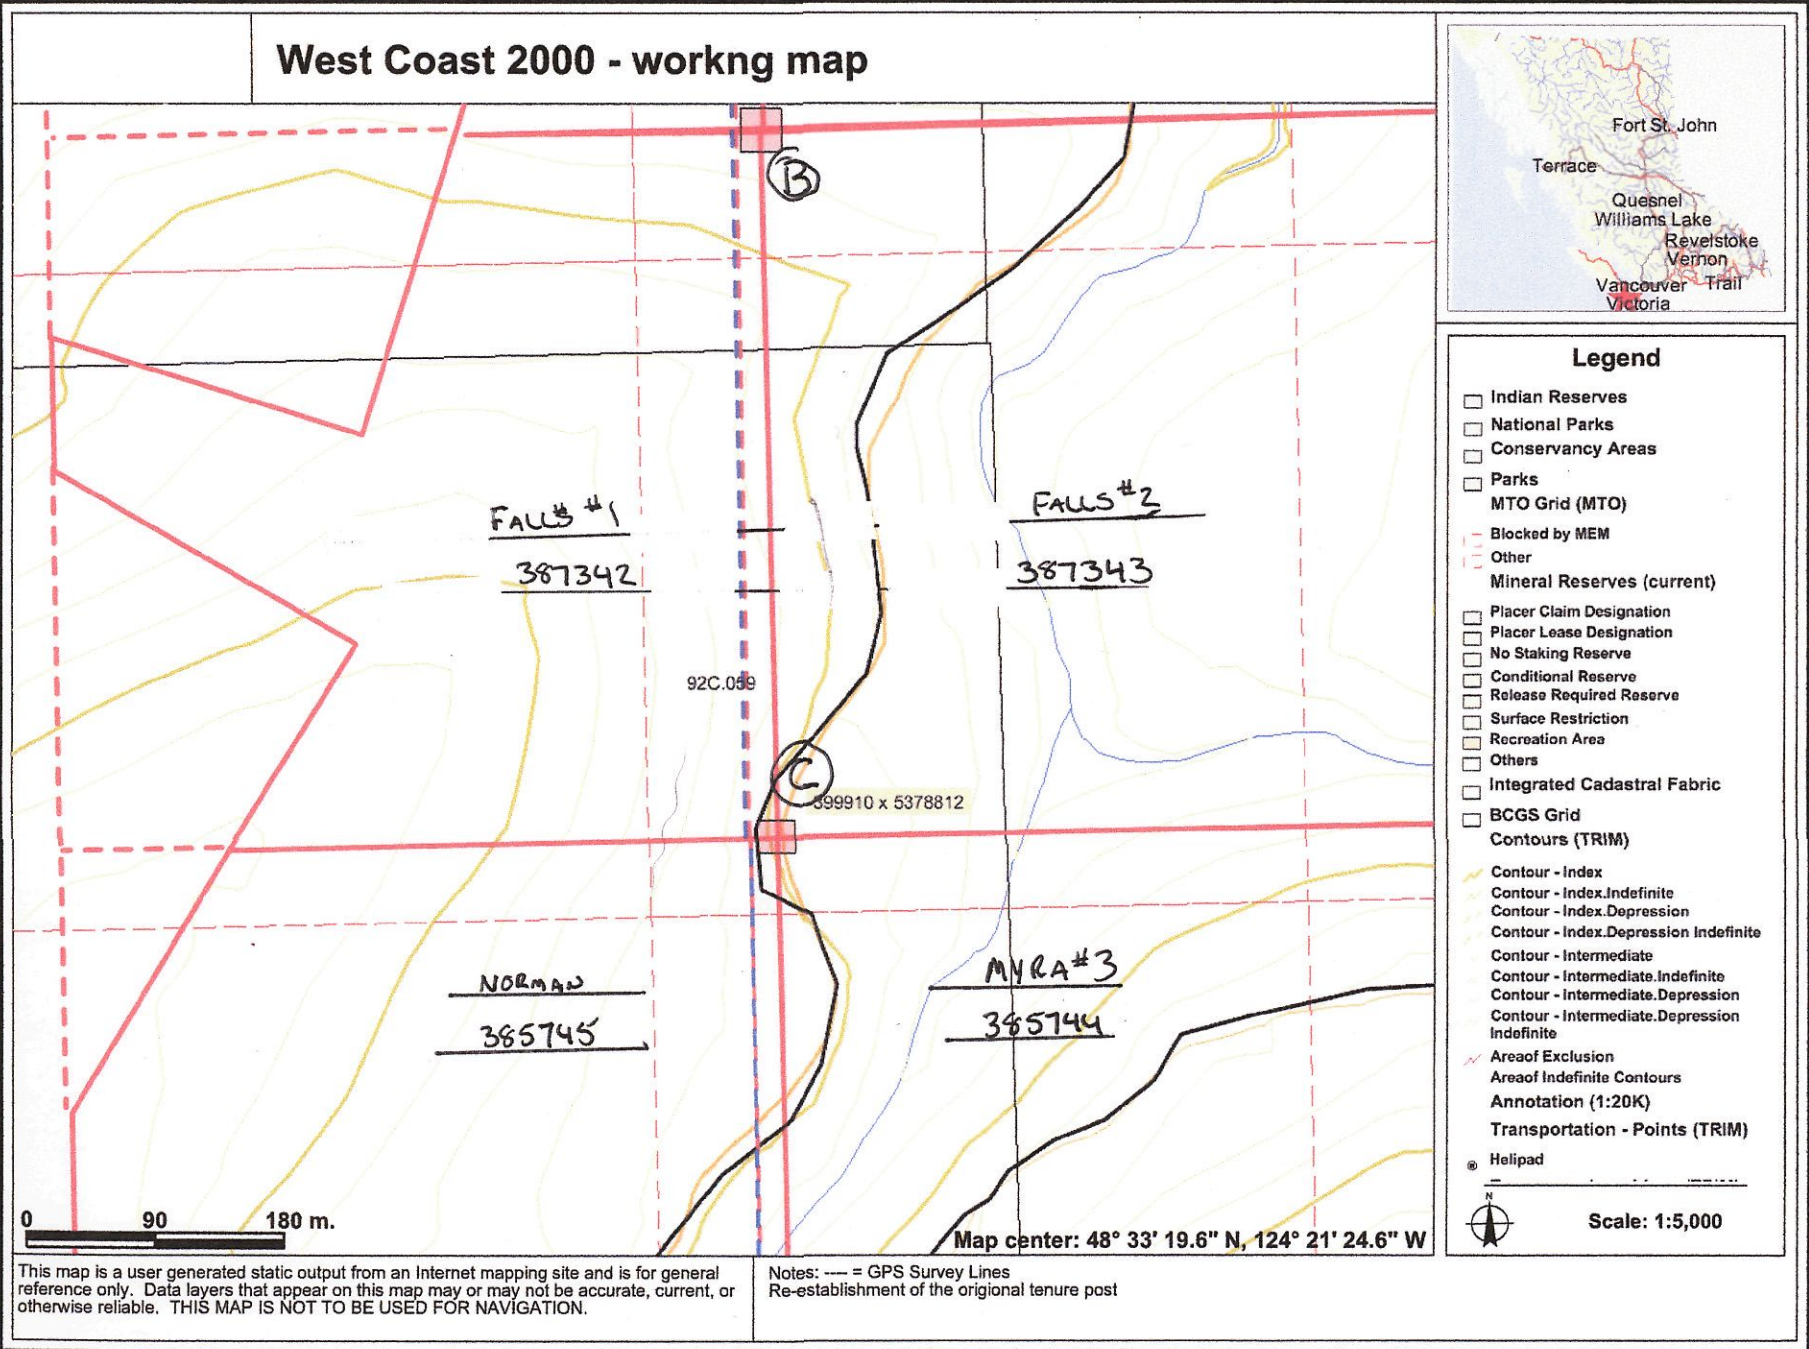 West Coast 2000 - workng map
B
FALLS #1
387342
FALLS #2
387343
92C.059
C
399910 x 5378812
NORMAN
385745
MYRA #3
385744
0 90 180 m.
Map center: 48° 33' 19.6" N, 124° 21' 24.6" W
This map is a user generated static output from an Internet mapping site and is for general
reference only. Data layers that appear on this map may or may not be accurate, current, or
otherwise reliable. THIS MAP IS NOT TO BE USED FOR NAVIGATION.
Notes: ---- = GPS Survey Lines
Re-establishment of the origional tenure post
Fort St. John
Terrace
Quesnel
Williams Lake
Revelstoke
Vernon
Vancouver Trail
Victoria
Legend
Indian Reserves
National Parks
Conservancy Areas
Parks
MTO Grid (MTO)
Blocked by MEM
Other
Mineral Reserves (current)
Placer Claim Designation
Placer Lease Designation
No Staking Reserve
Conditional Reserve
Release Required Reserve
Surface Restriction
Recreation Area
Others
Integrated Cadastral Fabric
BCGS Grid
Contours (TRIM)
Contour - Index
Contour - Index.Indefinite
Contour - Index.Depression
Contour - Index.Depression Indefinite
Contour - Intermediate
Contour - Intermediate.Indefinite
Contour - Intermediate.Depression
Contour - Intermediate.Depression
Indefinite
Areaof Exclusion
Areaof Indefinite Contours
Annotation (1:20K)
Transportation - Points (TRIM)
Helipad
N
Scale: 1:5,000